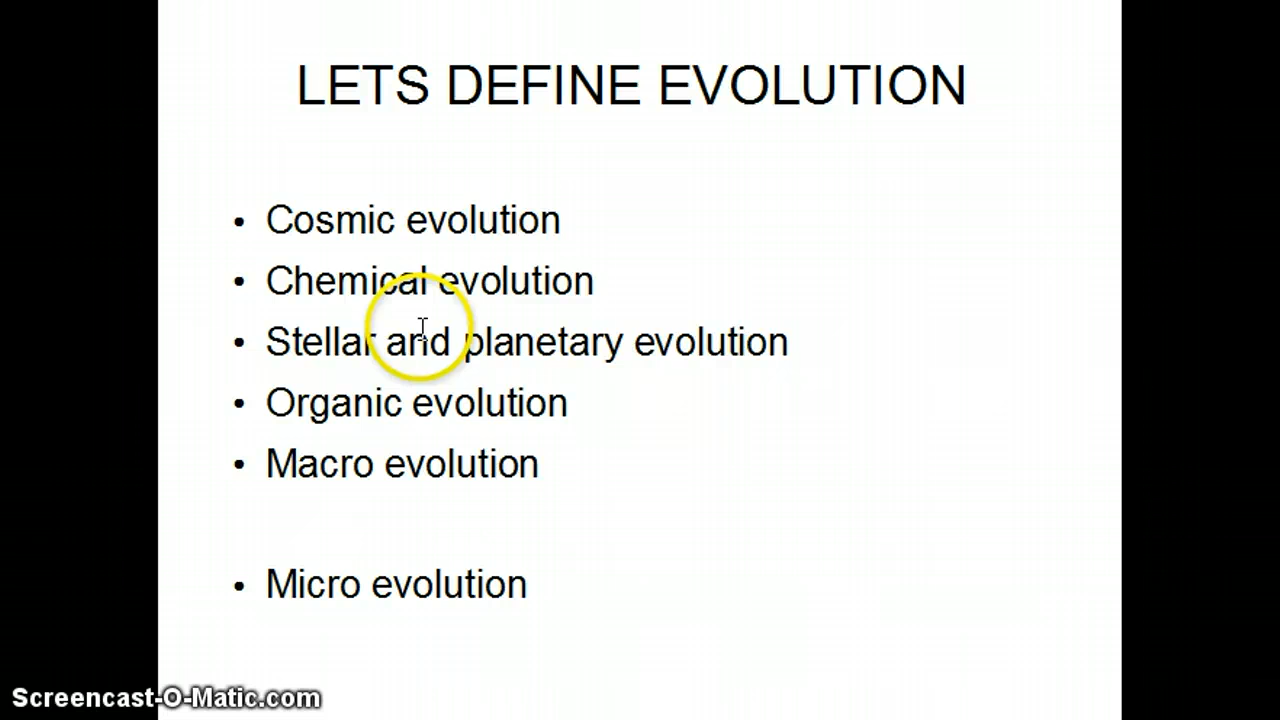 LETS DEFINE EVOLUTION
• Cosmic evolution
• Chemical evolution
• Stellar and planetary evolution
• Organic evolution
• Macro evolution
• Micro evolution
Screencast-O-Matic.com